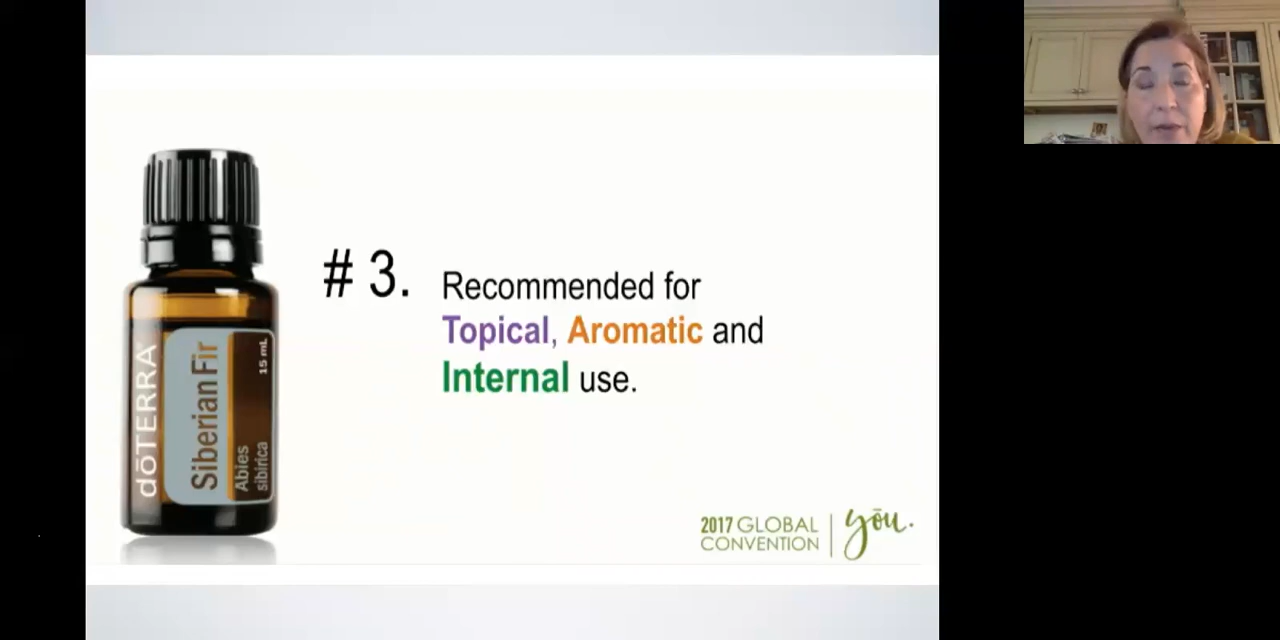 # 3.
Recommended for
Topical, Aromatic and
Internal use.
dōTERRA
Siberian Fir
Abies
sibirica
15 mL
2017 GLOBAL
CONVENTION
yōu.